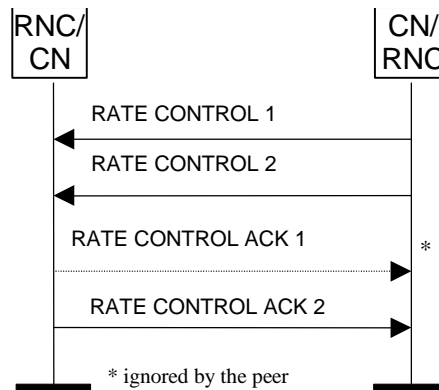 RNC/
CN
CN/
RNC
RATE CONTROL 1
RATE CONTROL 2
RATE CONTROL ACK 1
*
RATE CONTROL ACK 2
* ignored by the peer